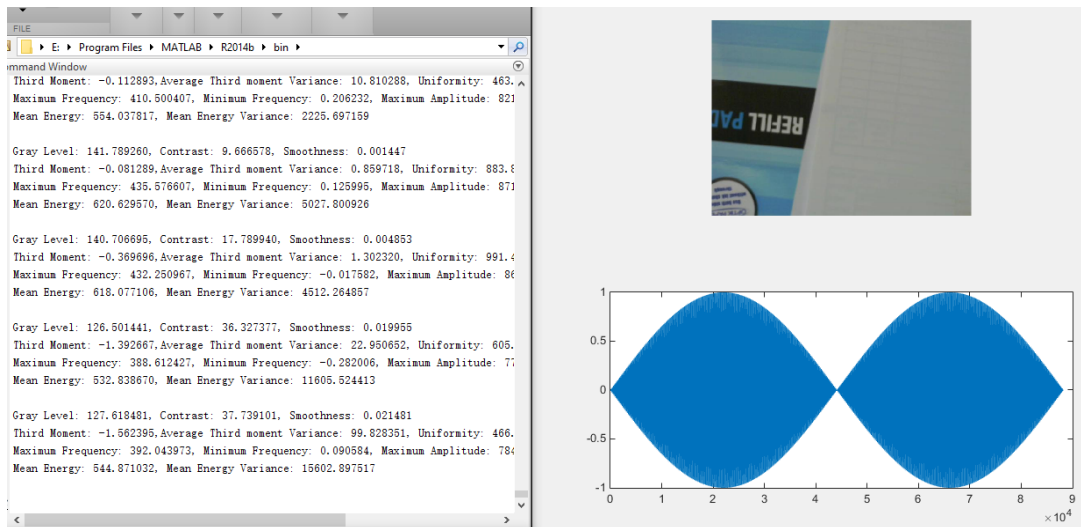 FILE
E: ▸ Program Files ▸ MATLAB ▸ R2014b ▸ bin ▸
mmand Window
Third Moment: -0.112893,Average Third moment Variance: 10.810288, Uniformity: 463.
Maximum Frequency: 410.500407, Minimum Frequency: 0.206232, Maximum Amplitude: 821
Mean Energy: 554.037817, Mean Energy Variance: 2225.697159
Gray Level: 141.789260, Contrast: 9.666578, Smoothness: 0.001447
Third Moment: -0.081289,Average Third moment Variance: 0.859718, Uniformity: 883.8
Maximum Frequency: 435.576607, Minimum Frequency: 0.125995, Maximum Amplitude: 871
Mean Energy: 620.629570, Mean Energy Variance: 5027.800926
Gray Level: 140.706695, Contrast: 17.789940, Smoothness: 0.004853
Third Moment: -0.369696,Average Third moment Variance: 1.302320, Uniformity: 991.4
Maximum Frequency: 432.250967, Minimum Frequency: -0.017582, Maximum Amplitude: 86
Mean Energy: 618.077106, Mean Energy Variance: 4512.264857
Gray Level: 126.501441, Contrast: 36.327377, Smoothness: 0.019955
Third Moment: -1.392667,Average Third moment Variance: 22.950652, Uniformity: 605.
Maximum Frequency: 388.612427, Minimum Frequency: -0.282006, Maximum Amplitude: 77
Mean Energy: 532.838670, Mean Energy Variance: 11605.524413
Gray Level: 127.618481, Contrast: 37.739101, Smoothness: 0.021481
Third Moment: -1.562395,Average Third moment Variance: 99.828351, Uniformity: 466.
Maximum Frequency: 392.043973, Minimum Frequency: 0.090584, Maximum Amplitude: 784
Mean Energy: 544.871032, Mean Energy Variance: 15602.897517
REFILL PAD
1
0.5
0
-0.5
-1
0 1 2 3 4 5 6 7 8 9
×10⁴